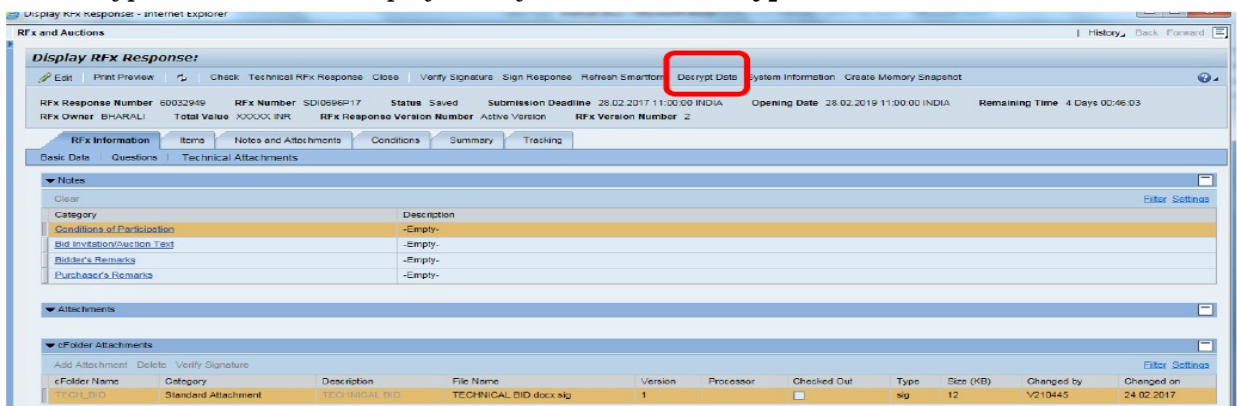 Display RFx Response: - Internet Explorer
RFx and Auctions | History Back Forward
Display RFx Response:
Edit Print Preview Check Technical RFx Response Close Verify Signature Sign Response Refresh Smartform Decrypt Data System Information Create Memory Snapshot
RFx Response Number 60032949 RFx Number SDI0696P17 Status Saved Submission Deadline 28.02.2017 11:00:00 INDIA Opening Date 28.02.2019 11:00:00 INDIA Remaining Time 4 Days 00:46:03
RFx Owner BHARALI Total Value XXXXX INR RFx Response Version Number Active Version RFx Version Number 2
RFx Information Items Notes and Attachments Conditions Summary Tracking
Basic Data Questions Technical Attachments
Notes
Clear Filter Settings
Category Description
Conditions of Participation -Empty-
Bid Invitation/Auction Text -Empty-
Bidder's Remarks -Empty-
Purchaser's Remarks -Empty-
Attachments
cFolder Attachments
Add Attachment Delete Verify Signature Filter Settings
cFolder Name Category Description File Name Version Processor Checked Out Type Size (KB) Changed by Changed on
TECH_BID Standard Attachment TECHNICAL BID TECHNICAL BID.docx.sig 1 sig 12 V210445 24.02.2017